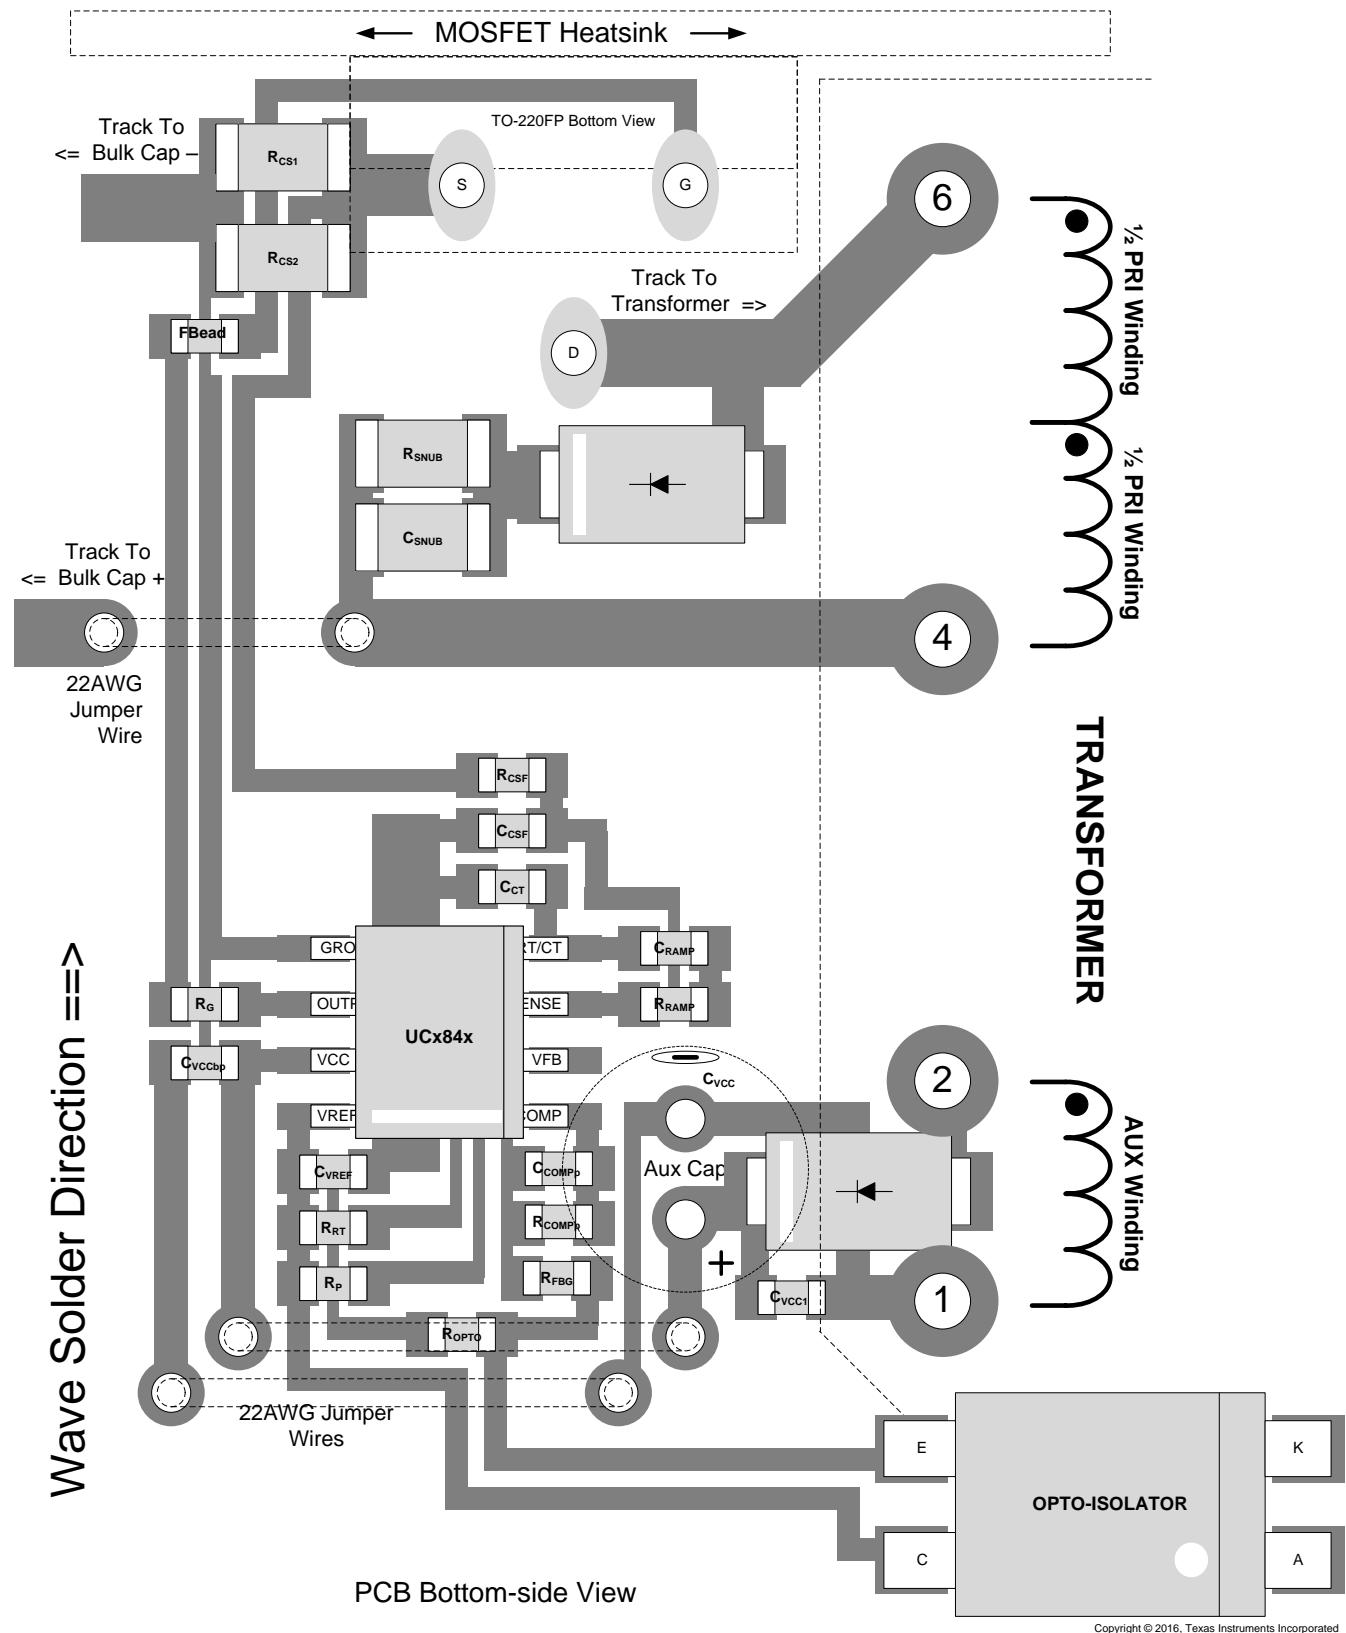 MOSFET Heatsink
TO-220FP Bottom View
Track To
<= Bulk Cap –
RCS1
S
G
6
½ PRI Winding
RCS2
Track To
Transformer =>
FBead
D
RSNUB
½ PRI Winding
CSNUB
Track To
<= Bulk Cap +
4
22AWG
Jumper
Wire
TRANSFORMER
RCSF
CCSF
CCT
GRO
RT/CT
CRAMP
RG
OUTP
ENSE
RRAMP
UCx84x
CVCCbp
VCC
VFB
CVCC
2
VREF
COMP
AUX Winding
CVREF
CCOMPp
Aux Cap
RRT
RCOMPp
+
RP
RFBG
CVCC1
1
ROPTO
22AWG Jumper
Wires
Wave Solder Direction ==>
E
K
OPTO-ISOLATOR
C
A
PCB Bottom-side View
Copyright © 2016, Texas Instruments Incorporated